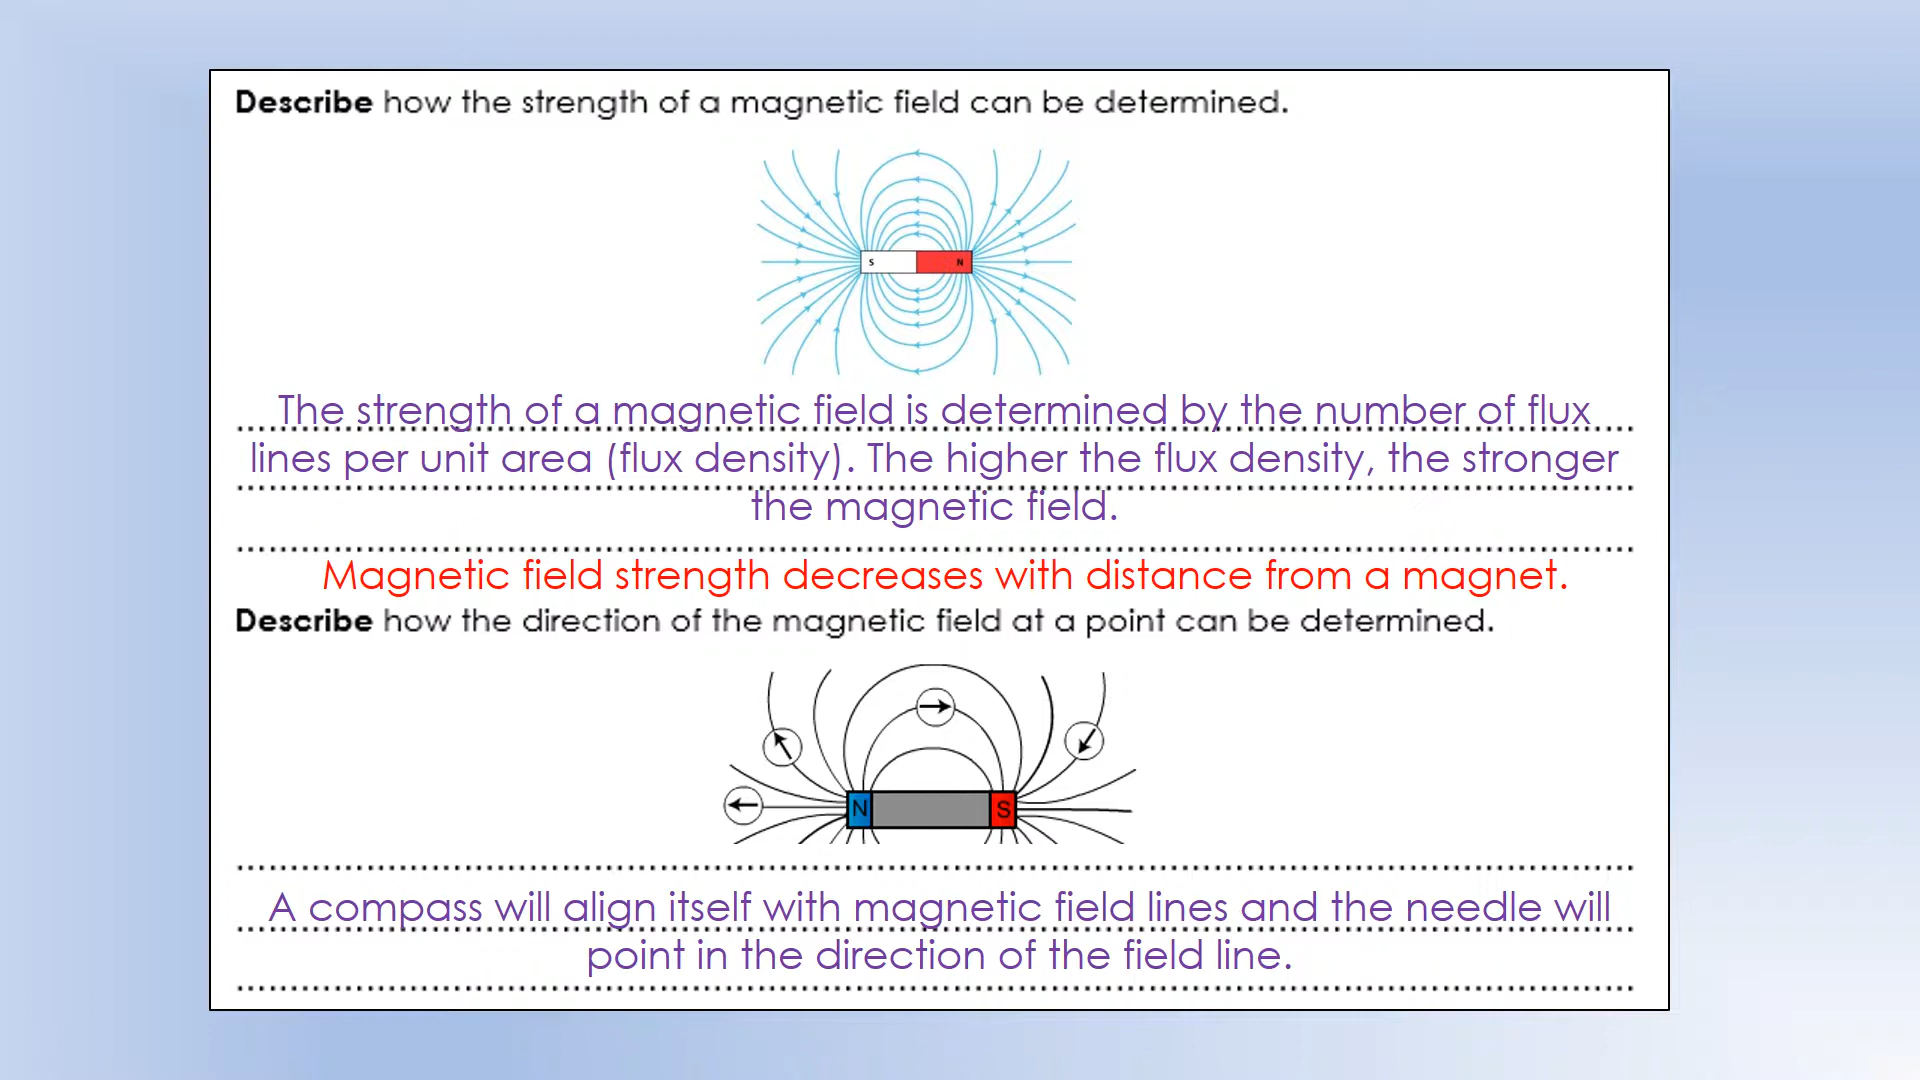 Describe how the strength of a magnetic field can be determined.
S N
The strength of a magnetic field is determined by the number of flux
lines per unit area (flux density). The higher the flux density, the stronger
the magnetic field.
Magnetic field strength decreases with distance from a magnet.
Describe how the direction of the magnetic field at a point can be determined.
N S
A compass will align itself with magnetic field lines and the needle will
point in the direction of the field line.